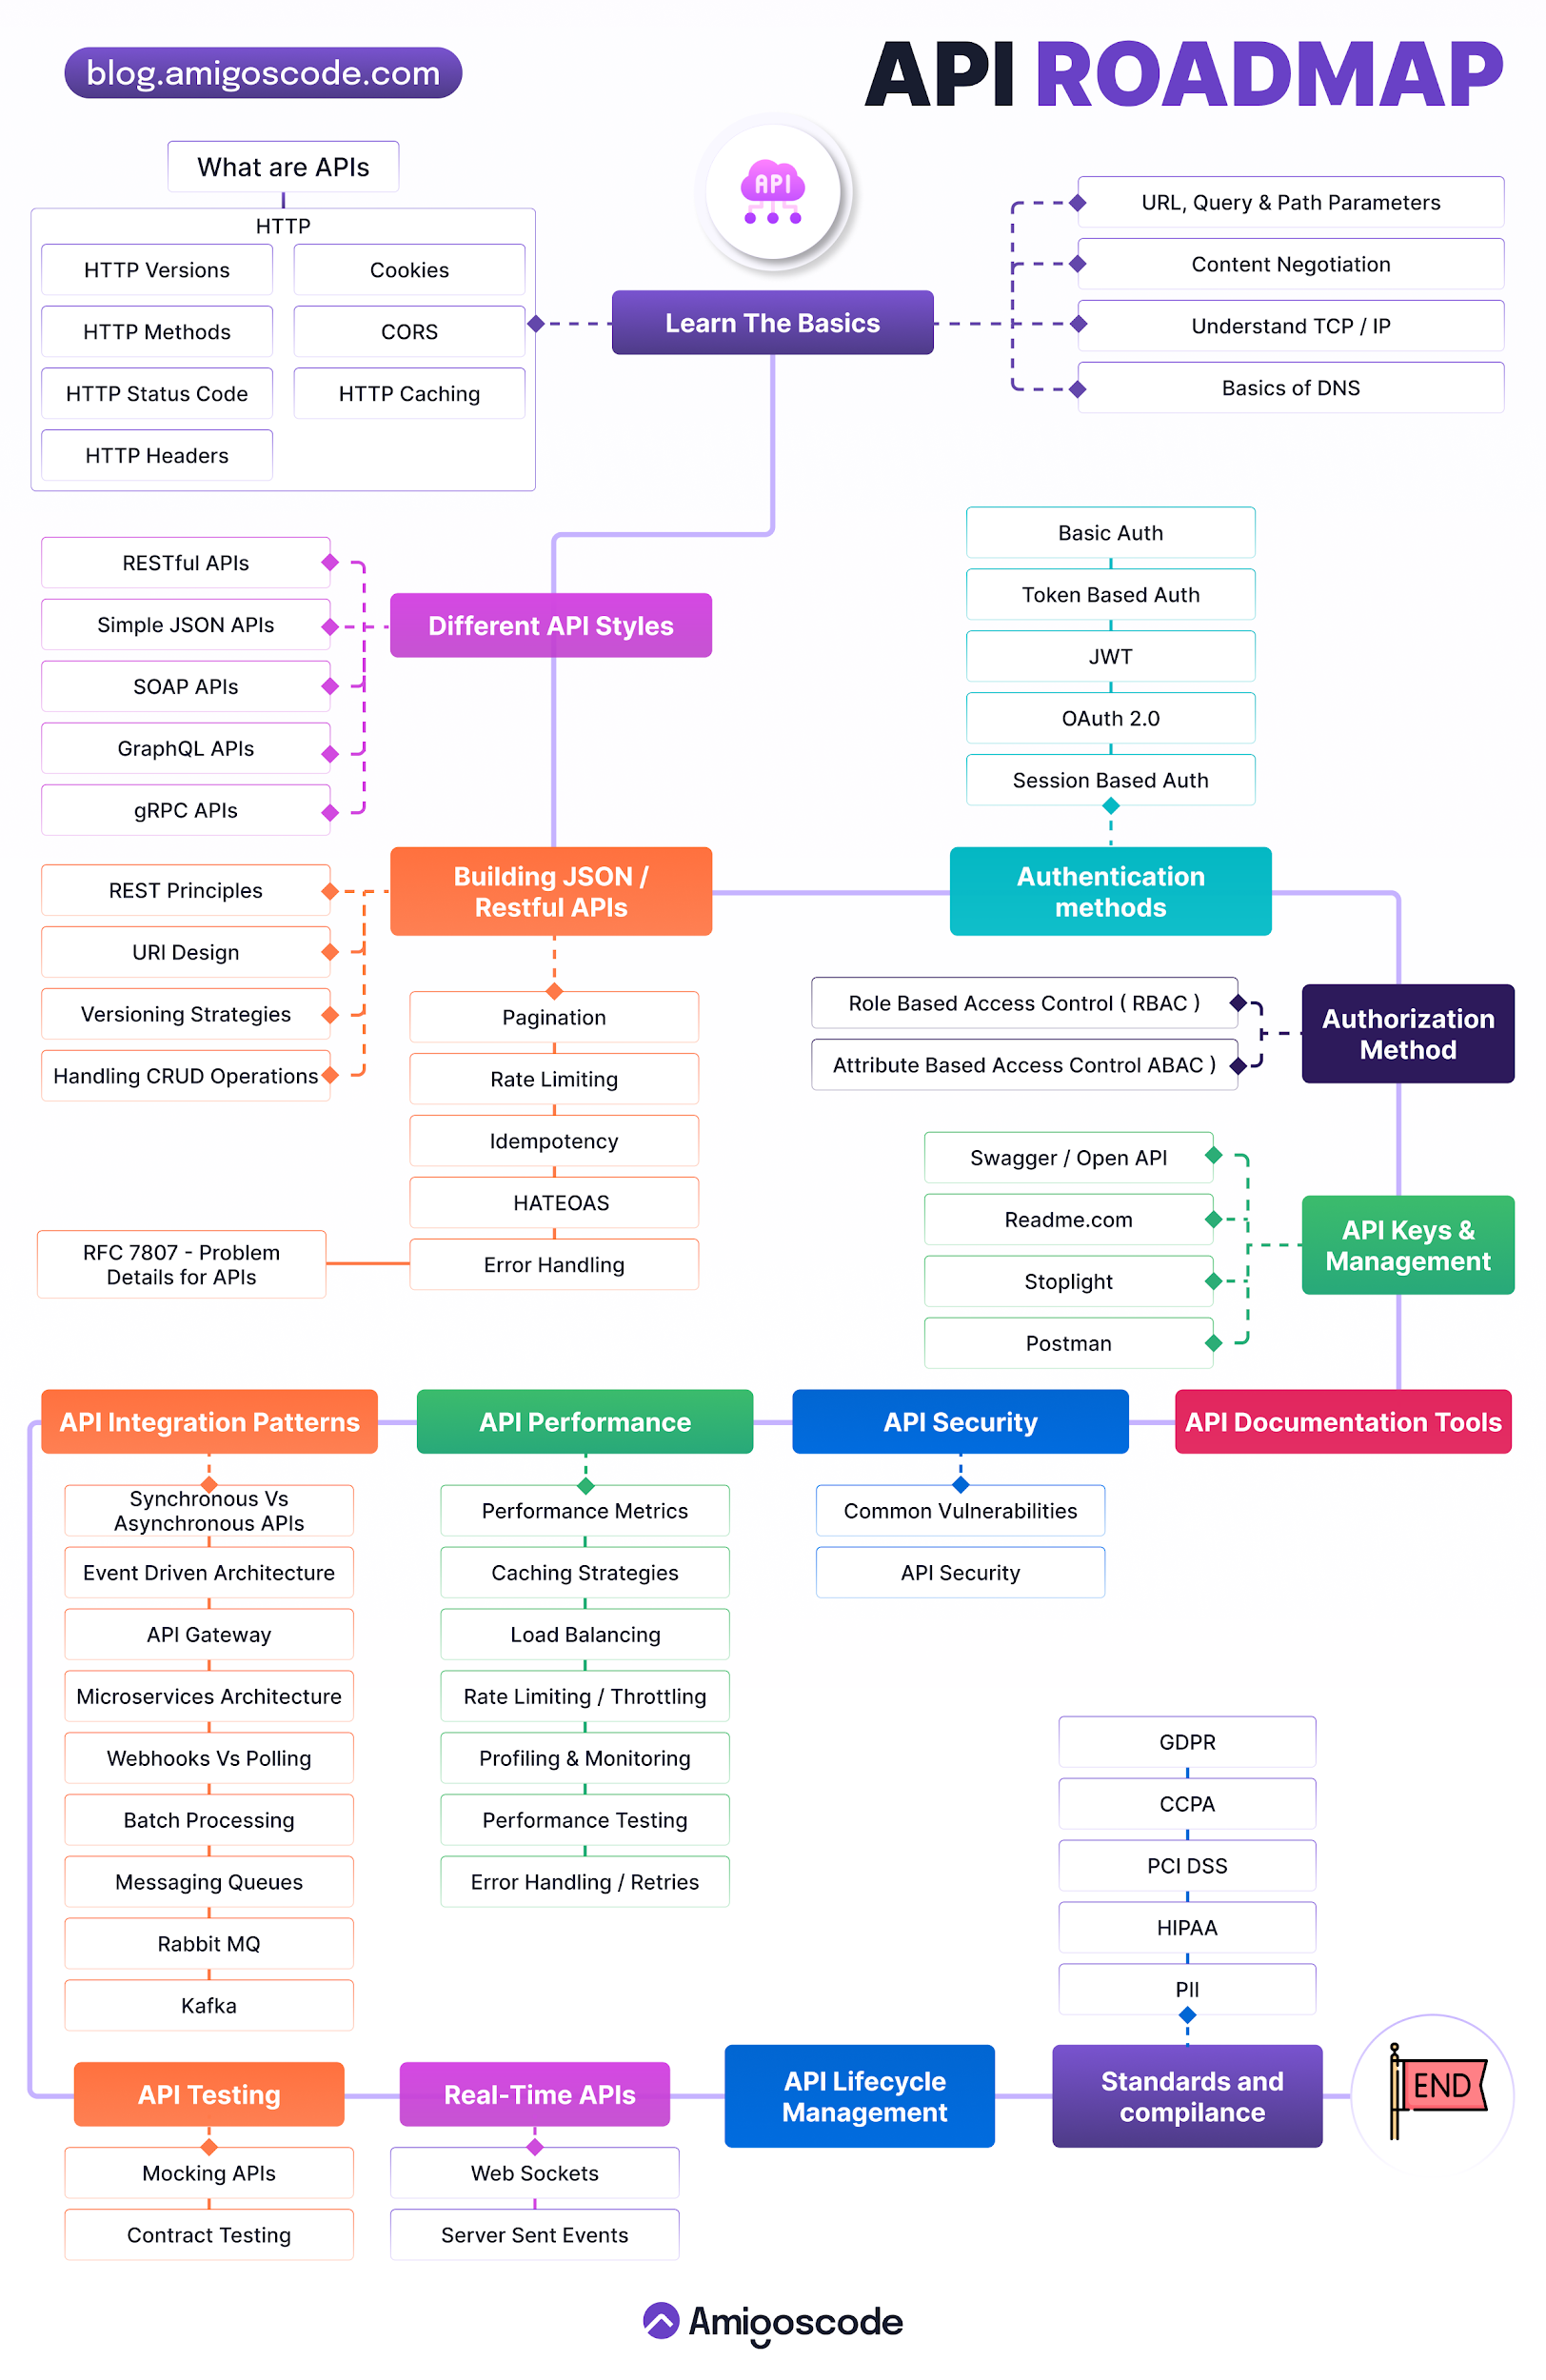 blog.amigoscode.com
API ROADMAP
What are APIs
HTTP
HTTP Versions
Cookies
HTTP Methods
CORS
HTTP Status Code
HTTP Caching
HTTP Headers
API
Learn The Basics
URL, Query & Path Parameters
Content Negotiation
Understand TCP / IP
Basics of DNS
RESTful APIs
Simple JSON APIs
SOAP APIs
GraphQL APIs
gRPC APIs
Different API Styles
Basic Auth
Token Based Auth
JWT
OAuth 2.0
Session Based Auth
REST Principles
URI Design
Versioning Strategies
Handling CRUD Operations
Building JSON /
Restful APIs
Authentication
methods
Pagination
Rate Limiting
Idempotency
HATEOAS
Error Handling
RFC 7807 - Problem
Details for APIs
Role Based Access Control ( RBAC )
Attribute Based Access Control ABAC )
Authorization
Method
Swagger / Open API
Readme.com
Stoplight
Postman
API Keys &
Management
API Integration Patterns
API Performance
API Security
API Documentation Tools
Synchronous Vs
Asynchronous APIs
Event Driven Architecture
API Gateway
Microservices Architecture
Webhooks Vs Polling
Batch Processing
Messaging Queues
Rabbit MQ
Kafka
Performance Metrics
Caching Strategies
Load Balancing
Rate Limiting / Throttling
Profiling & Monitoring
Performance Testing
Error Handling / Retries
Common Vulnerabilities
API Security
GDPR
CCPA
PCI DSS
HIPAA
PII
API Testing
Real-Time APIs
API Lifecycle
Management
Standards and
compilance
END
Mocking APIs
Contract Testing
Web Sockets
Server Sent Events
Amigoscode